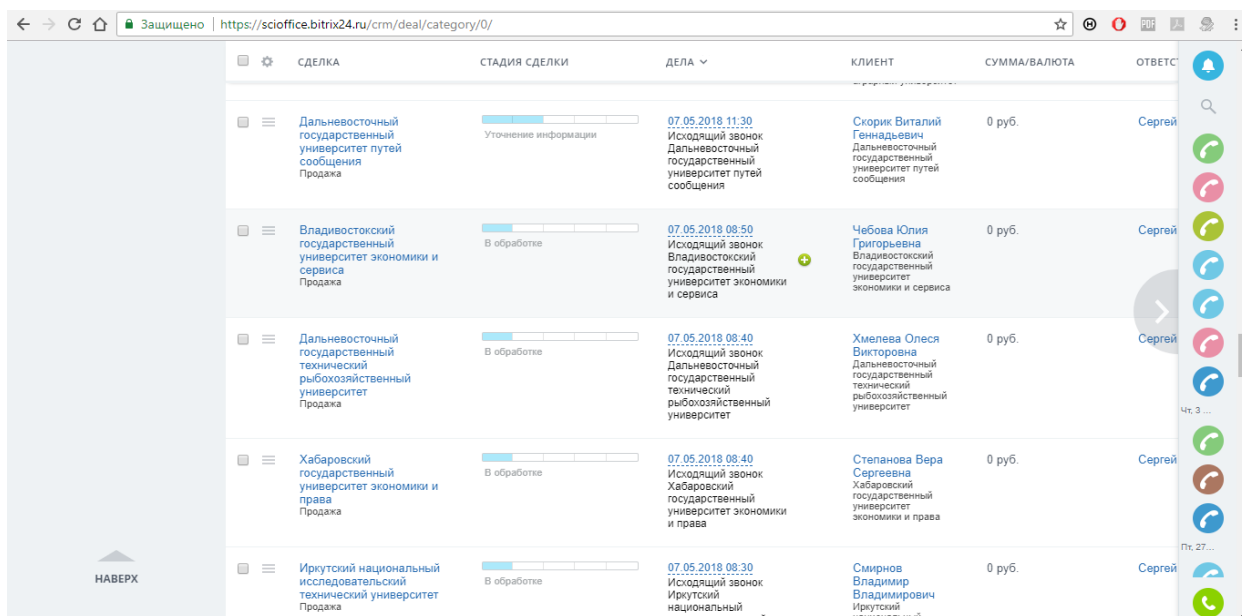 Защищено https://scioffice.bitrix24.ru/crm/deal/category/0/
СДЕЛКА СТАДИЯ СДЕЛКИ ДЕЛА КЛИЕНТ СУММА/ВАЛЮТА ОТВЕТС
Дальневосточный
государственный
университет путей
сообщения
Продажа
Уточнение информации
07.05.2018 11:30
Исходящий звонок
Дальневосточный
государственный
университет путей
сообщения
Скорик Виталий
Геннадьевич
Дальневосточный
государственный
университет путей
сообщения
0 руб.
Сергей
Владивостокский
государственный
университет экономики и
сервиса
Продажа
В обработке
07.05.2018 08:50
Исходящий звонок
Владивостокский
государственный
университет экономики
и сервиса
Чебова Юлия
Григорьевна
Владивостокский
государственный
университет
экономики и сервиса
0 руб.
Сергей
Дальневосточный
государственный
технический
рыбохозяйственный
университет
Продажа
В обработке
07.05.2018 08:40
Исходящий звонок
Дальневосточный
государственный
технический
рыбохозяйственный
университет
Хмелева Олеся
Викторовна
Дальневосточный
государственный
технический
рыбохозяйственный
университет
0 руб.
Сергей
Хабаровский
государственный
университет экономики и
права
Продажа
В обработке
07.05.2018 08:40
Исходящий звонок
Хабаровский
государственный
университет экономики
и права
Степанова Вера
Сергеевна
Хабаровский
государственный
университет
экономики и права
0 руб.
Сергей
Иркутский национальный
исследовательский
технический университет
Продажа
В обработке
07.05.2018 08:30
Исходящий звонок
Иркутский
национальный
Смирнов
Владимир
Владимирович
Иркутский
0 руб.
Сергей
Чт, 3 ...
Пт, 27...
НАВЕРХ